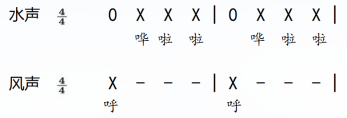 水声 4/4 0 X X X | 0 X X X |
哗 啦 啦 哗 啦 啦
风声 4/4 X - - - | X - - - |
呼 呼